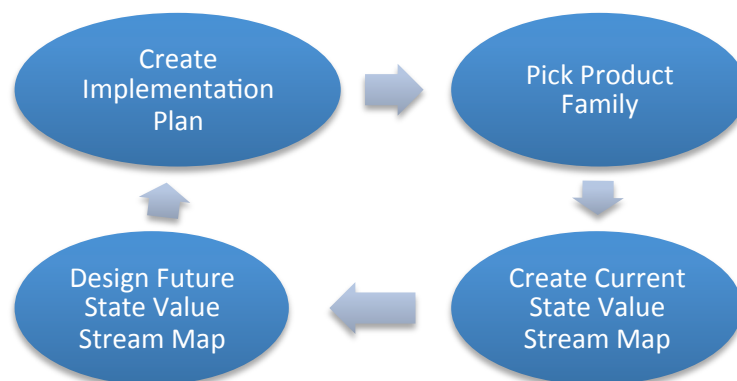 Create
Implementation
Plan
Pick Product
Family
Design Future
State Value
Stream Map
Create Current
State Value
Stream Map